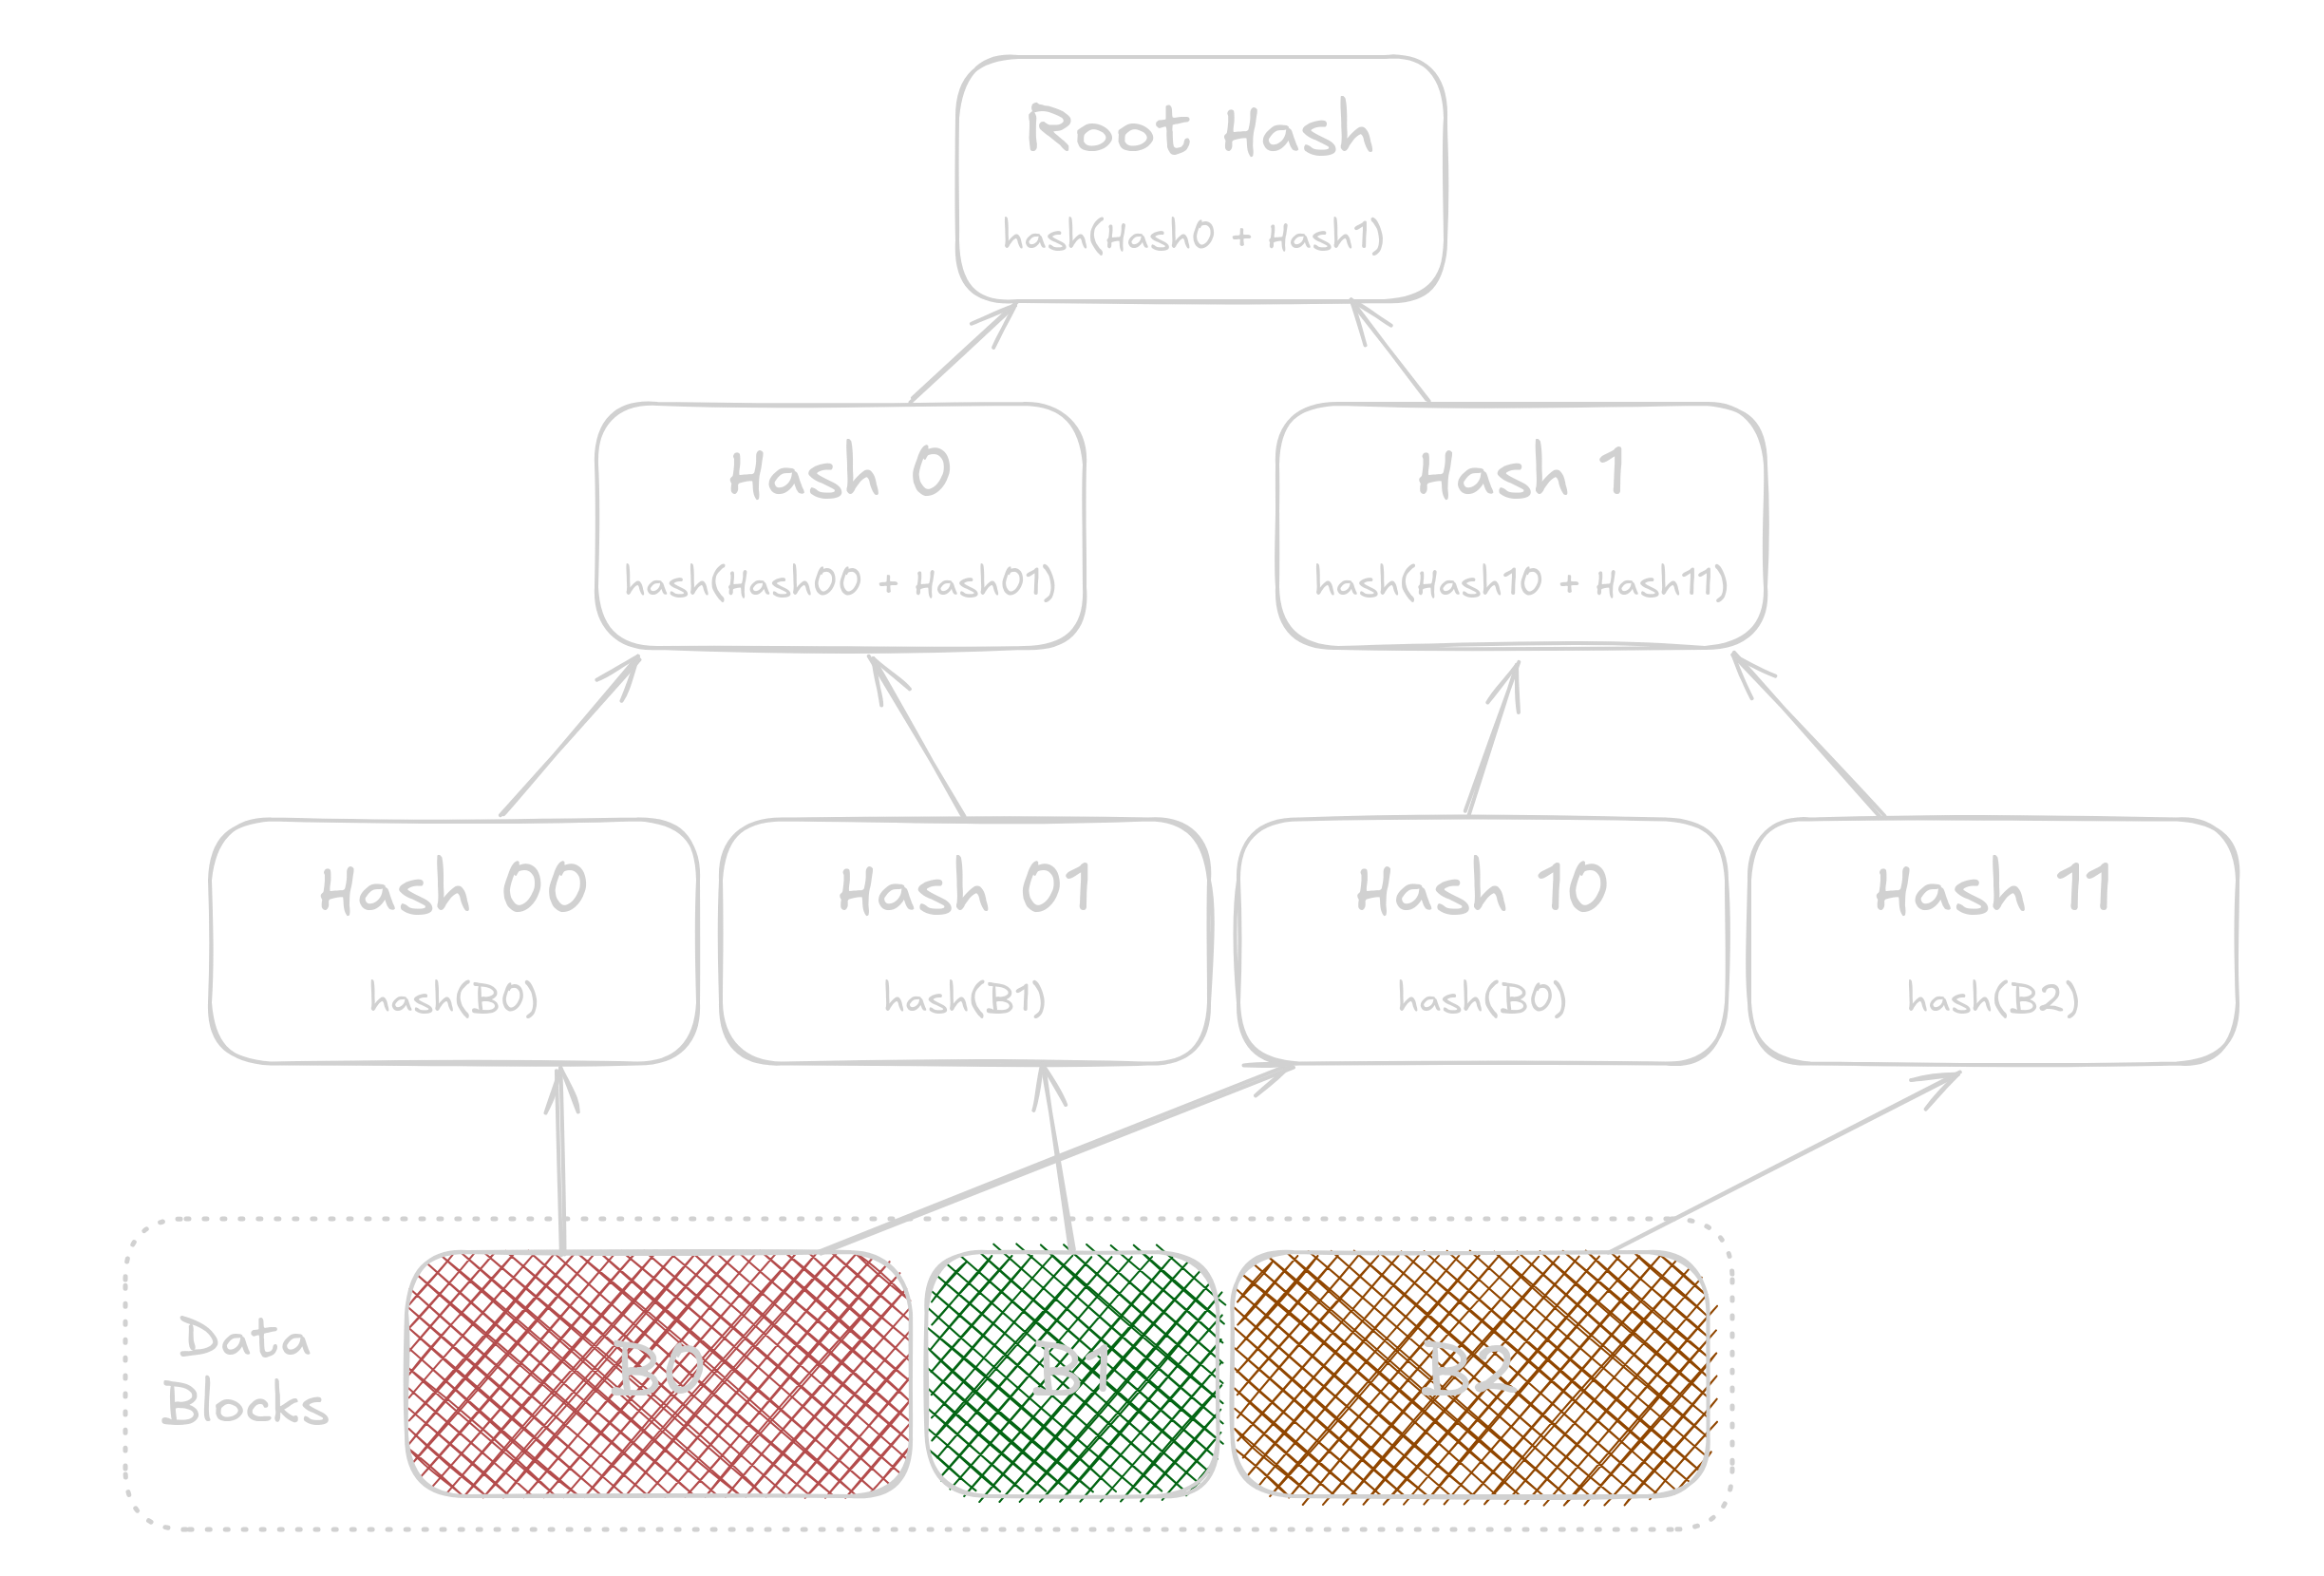 Root Hash
hash(Hash0 + Hash1)
Hash 0
hash(Hash00 + Hash01)
Hash 1
hash(Hash10 + Hash11)
Hash 00
hash(B0)
Hash 01
hash(B1)
Hash 10
hash(B0)
Hash 11
hash(B2)
Data
Blocks
B0
B1
B2